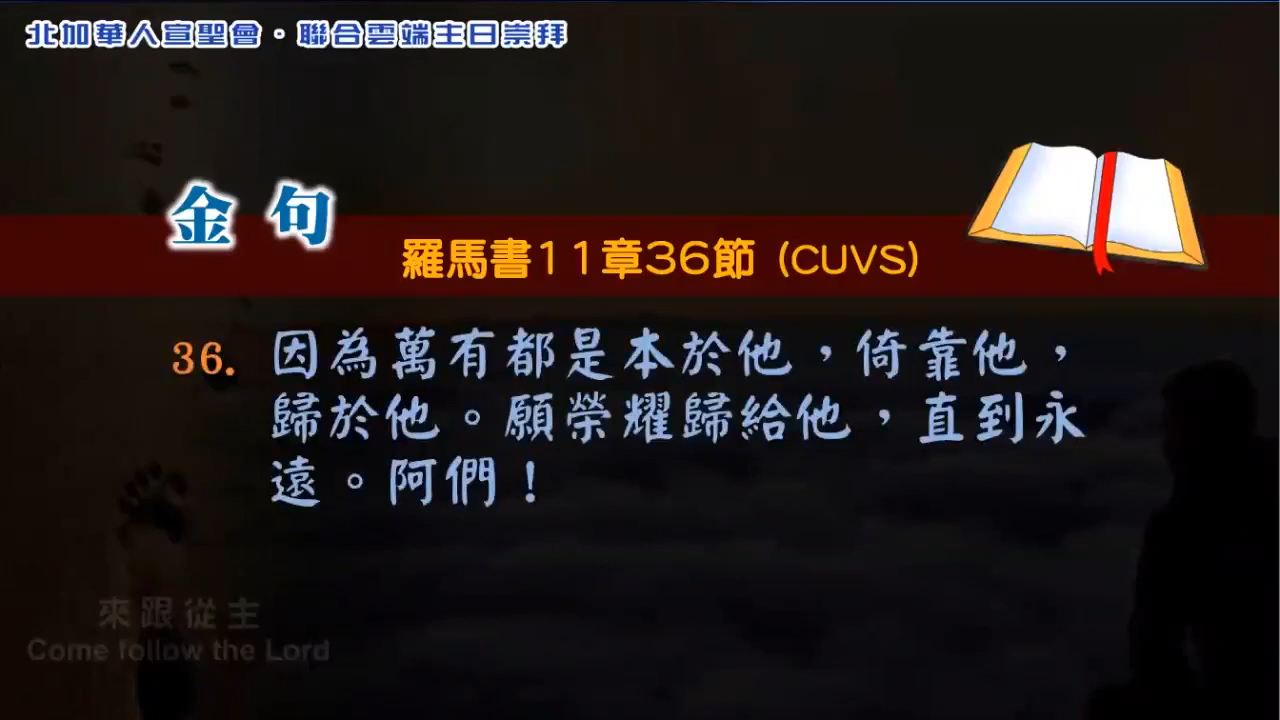 北加華人宣聖會·聯合雲端主日崇拜
金句
羅馬書11章36節 (CUVS)
36. 因為萬有都是本於他，倚靠他，
歸於他。願榮耀歸給他，直到永
遠。阿們！
來跟從主
Come follow the Lord